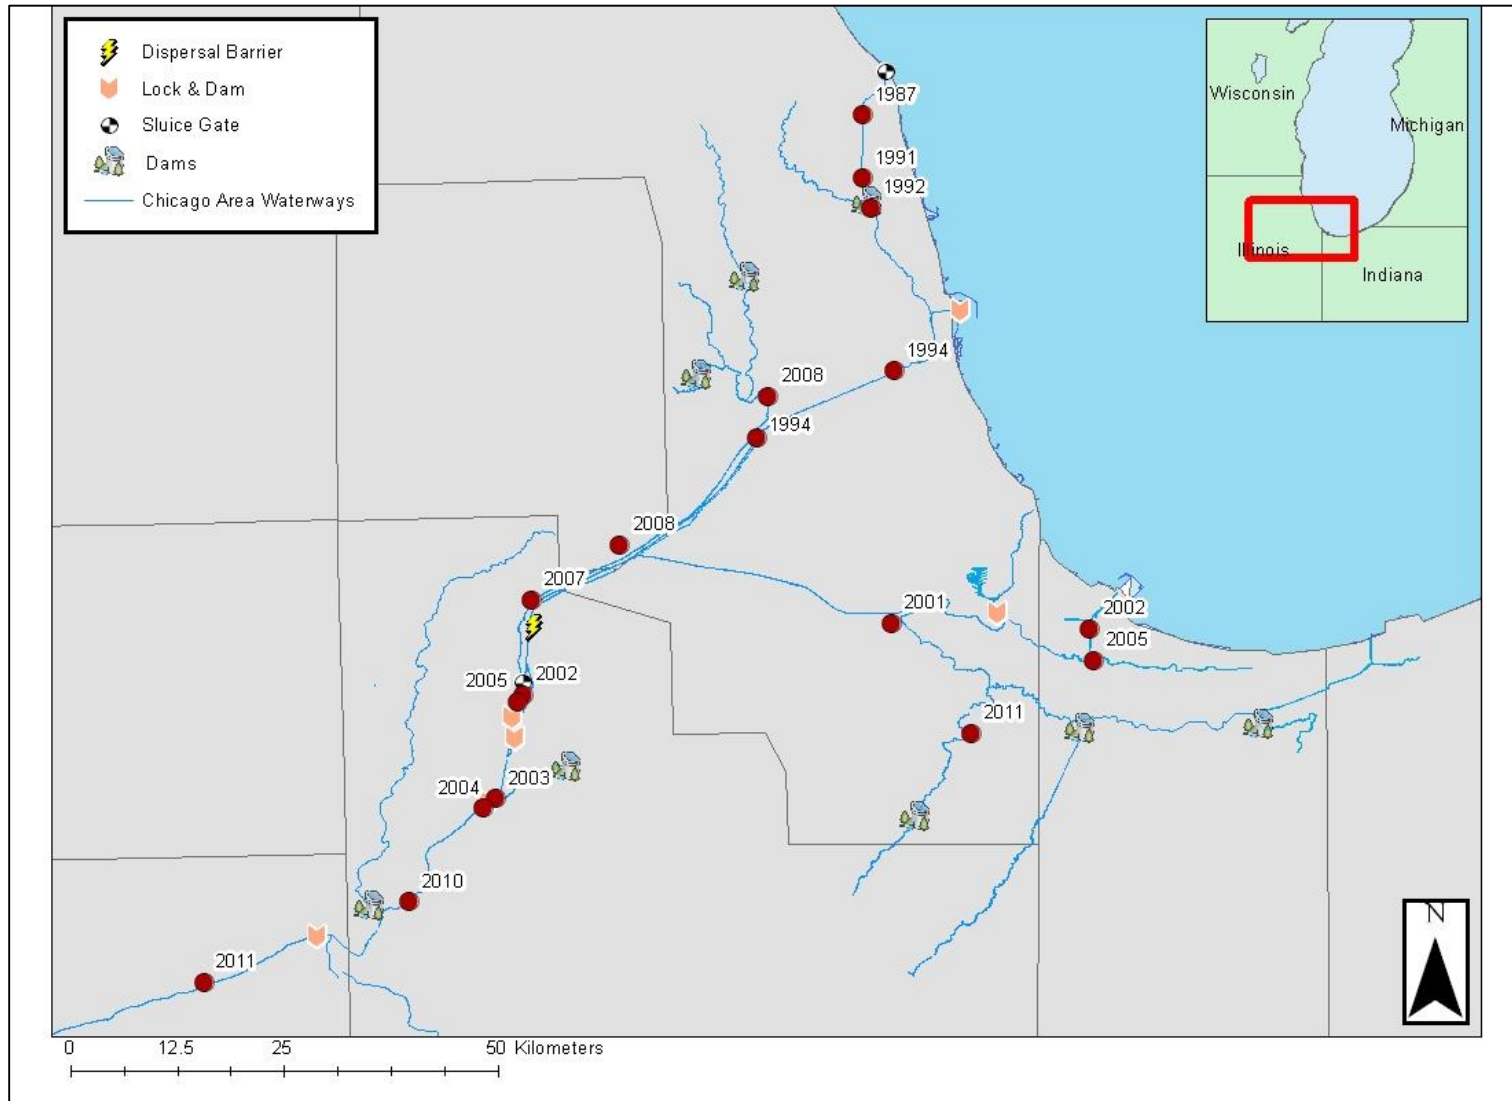 Dispersal Barrier
Lock & Dam
Sluice Gate
Dams
Chicago Area Waterways
Wisconsin
Michigan
Illinois
Indiana
1987
1991
1992
1994
2008
1994
2008
2007
2001
2002
2005
2002
2005
2011
2003
2004
2010
2011
N
0 12.5 25 50 Kilometers